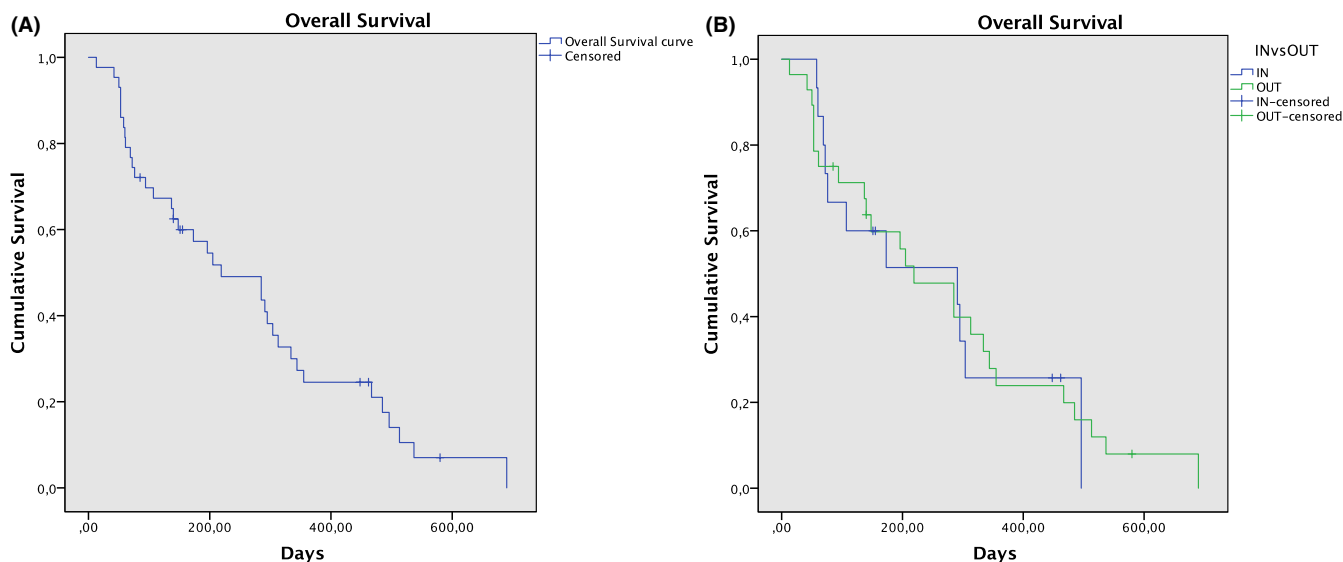 (A)
Overall Survival
Overall Survival curve
Censored
Cumulative Survival
1,0
0,8
0,6
0,4
0,2
0,0
,00
200,00
400,00
600,00
Days
(B)
Overall Survival
INvsOUT
IN
OUT
IN-censored
OUT-censored
Cumulative Survival
1,0
0,8
0,6
0,4
0,2
0,0
,00
200,00
400,00
600,00
Days